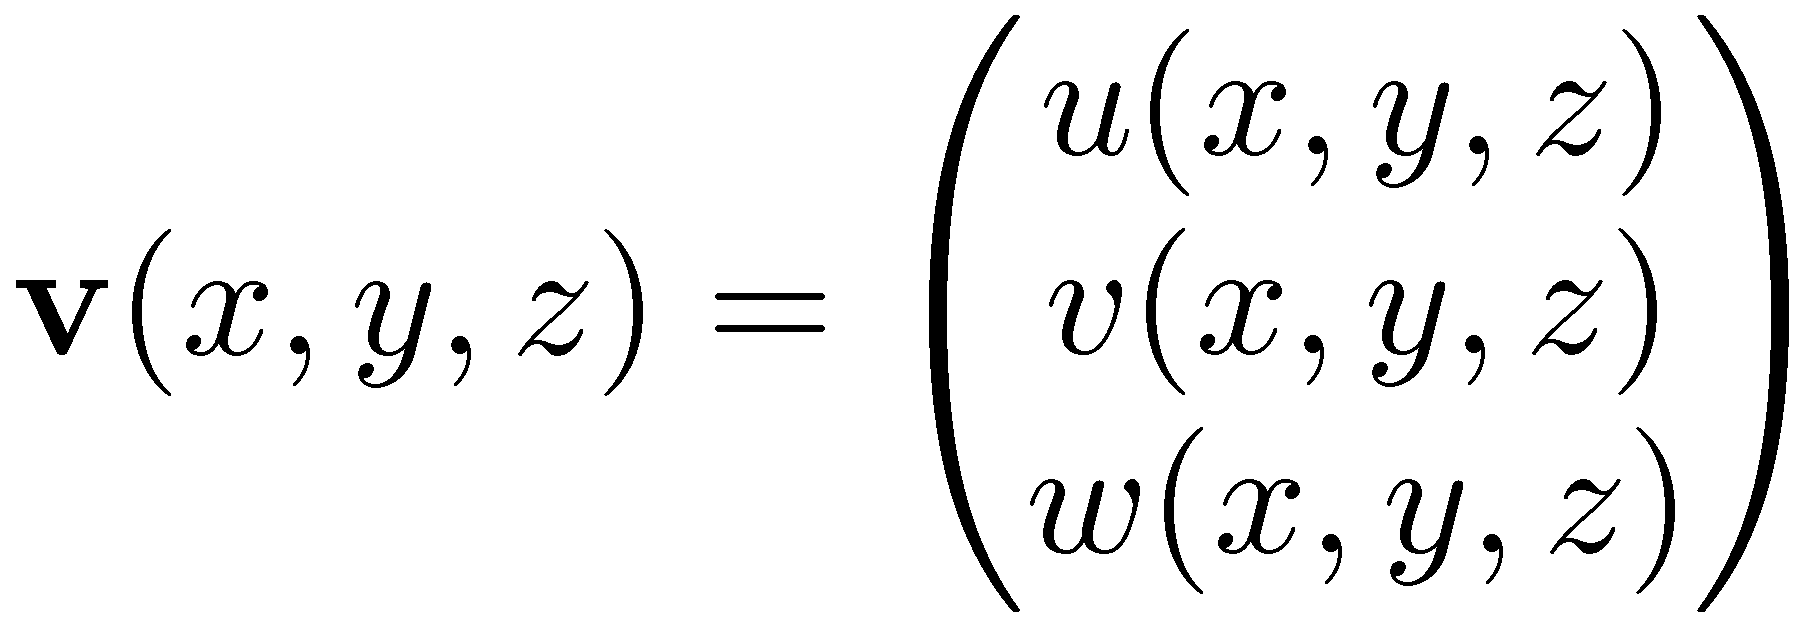 𝐯(x, y, z) = ( u(x, y, z)
v(x, y, z)
w(x, y, z) )